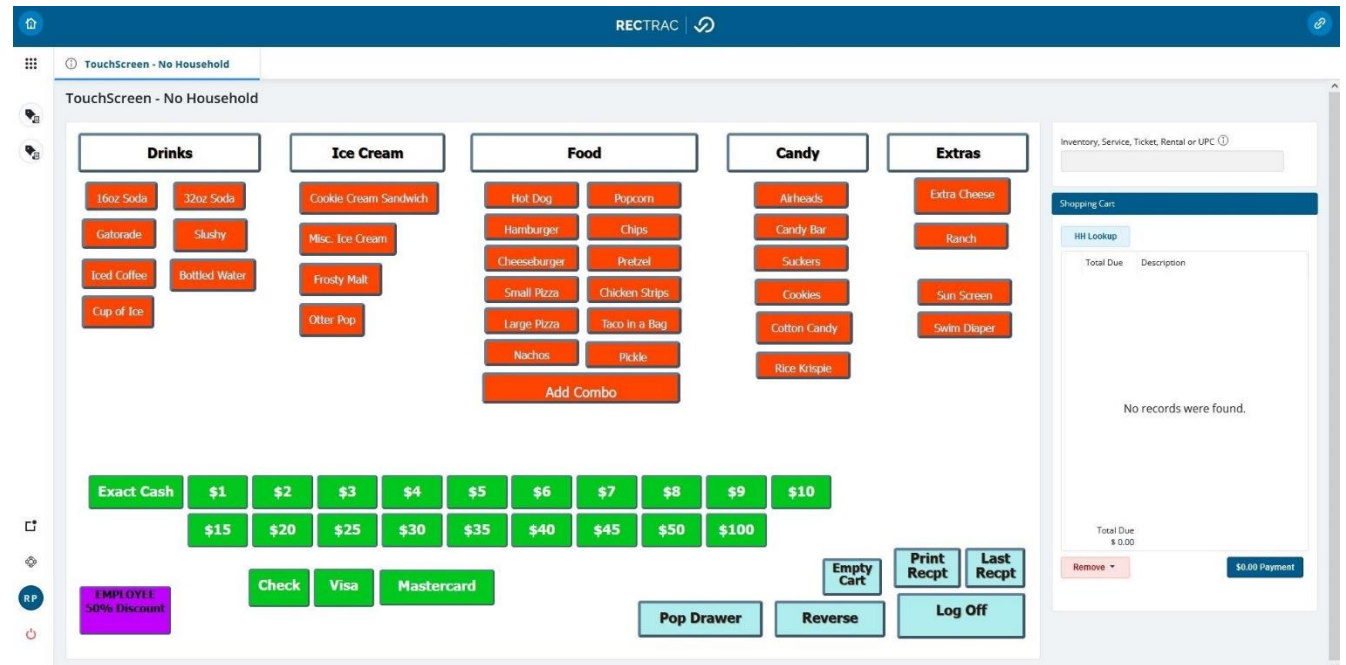 RECTRAC
TouchScreen - No Household
TouchScreen - No Household
Drinks
Ice Cream
Food
Candy
Extras
16oz Soda
32oz Soda
Gatorade
Slushy
Iced Coffee
Bottled Water
Cup of Ice
Cookie Cream Sandwich
Misc. Ice Cream
Frosty Malt
Otter Pop
Hot Dog
Popcorn
Hamburger
Chips
Cheeseburger
Pretzel
Small Pizza
Chicken Strips
Large Pizza
Taco in a Bag
Nachos
Pickle
Add Combo
Airheads
Candy Bar
Suckers
Cookies
Cotton Candy
Rice Krispie
Extra Cheese
Ranch
Sun Screen
Swim Diaper
Exact Cash $1 $2 $3 $4 $5 $6 $7 $8 $9 $10
$15 $20 $25 $30 $35 $40 $45 $50 $100
Check
Visa
Mastercard
EMPLOYEE
50% Discount
Empty
Cart
Print
Recpt
Last
Recpt
Pop Drawer
Reverse
Log Off
Inventory, Service, Ticket, Rental or UPC
Shopping Cart
HH Lookup
Total Due Description
No records were found.
Total Due
$ 0.00
Remove
$0.00 Payment
RP